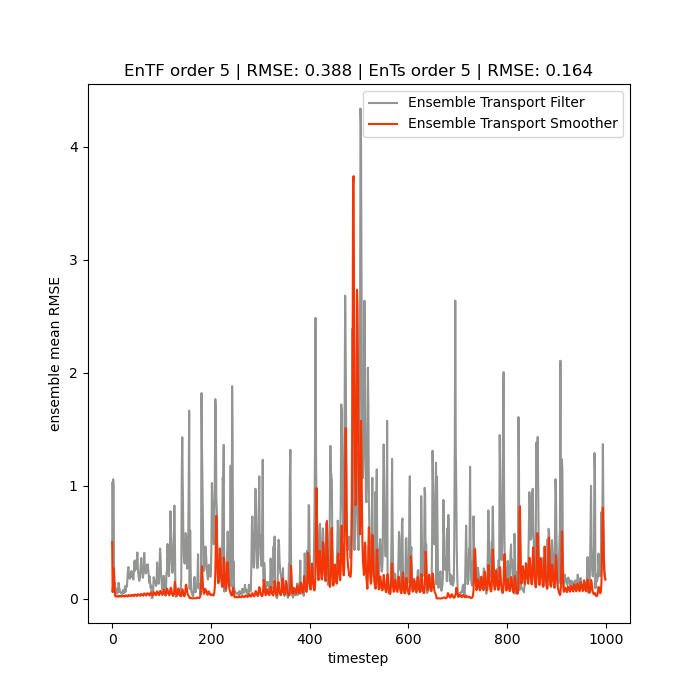 EnTF order 5 | RMSE: 0.388 | EnTs order 5 | RMSE: 0.164
Ensemble Transport Filter
Ensemble Transport Smoother
ensemble mean RMSE
4
3
2
1
0
0 200 400 600 800 1000
timestep